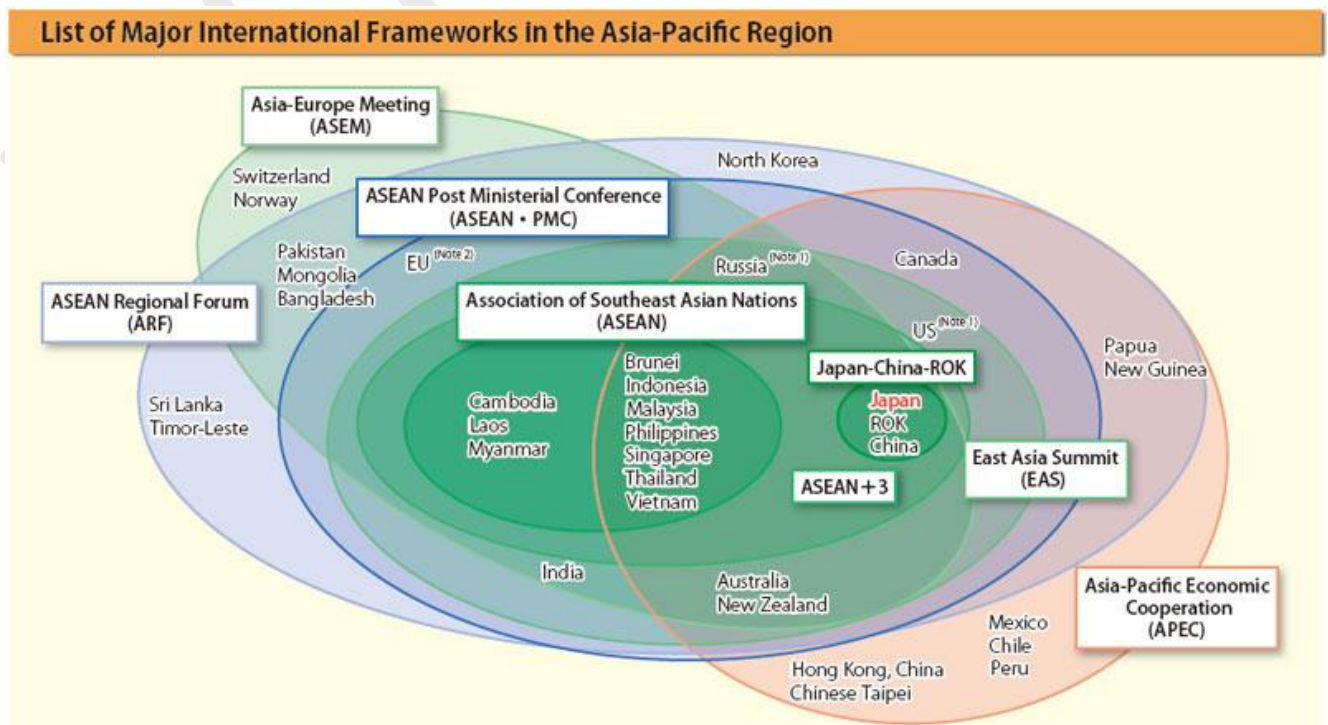 List of Major International Frameworks in the Asia-Pacific Region
Asia-Europe Meeting
(ASEM)
North Korea
Switzerland
Norway
ASEAN Post Ministerial Conference
(ASEAN・PMC)
Pakistan
Mongolia
Bangladesh
EU (Note 2)
Russia (Note 1)
Canada
ASEAN Regional Forum
(ARF)
Association of Southeast Asian Nations
(ASEAN)
US (Note 1)
Papua
New Guinea
Japan-China-ROK
Brunei
Indonesia
Malaysia
Philippines
Singapore
Thailand
Vietnam
Sri Lanka
Timor-Leste
Cambodia
Laos
Myanmar
Japan
ROK
China
East Asia Summit
(EAS)
ASEAN+3
India
Australia
New Zealand
Asia-Pacific Economic
Cooperation
(APEC)
Mexico
Chile
Peru
Hong Kong, China
Chinese Taipei